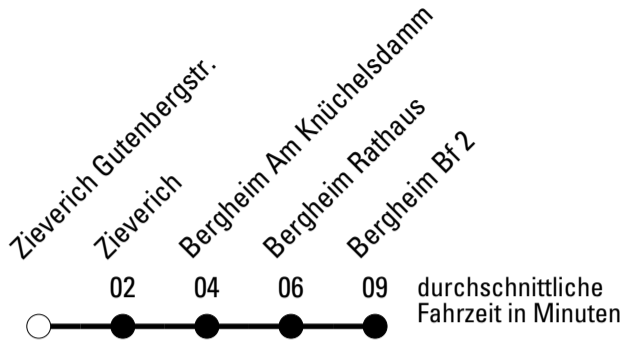 Zieverich Gutenbergstr.
Zieverich
Bergheim Am Knüchelsdamm
Bergheim Rathaus
Bergheim Bf 2
02 04 06 09
durchschnittliche
Fahrzeit in Minuten